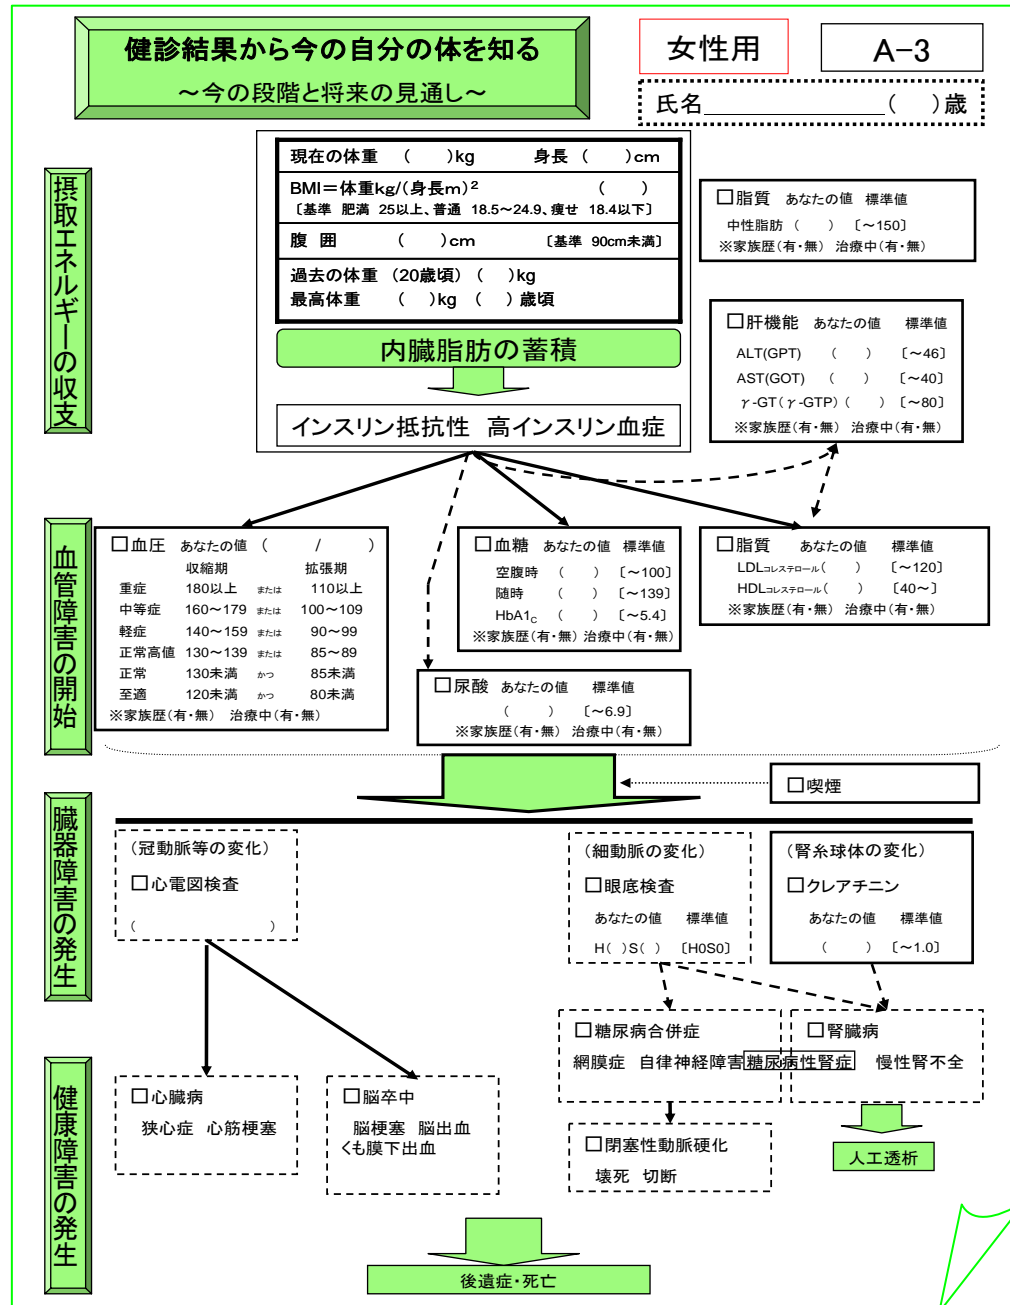 健診結果から今の自分の体を知る
～今の段階と将来の見通し～
女性用
A−3
氏名＿＿＿＿＿＿＿＿（　）歳
摂取エネルギーの収支
現在の体重　（　　）kg　　　身長　（　　）cm
BMI＝体重kg/(身長m)²　　　　　（　　）
〔基準　肥満　25以上、普通　18.5～24.9、痩せ　18.4以下〕
腹　囲　　　（　　）cm　　　〔基準　90cm未満〕
過去の体重　（20歳頃）　（　　）kg
最高体重　　（　　）kg　（　　）歳頃
内臓脂肪の蓄積
インスリン抵抗性　高インスリン血症
□脂質　あなたの値　標準値
中性脂肪　（　　）　〔～150〕
※家族歴（有・無）　治療中（有・無）
□肝機能　あなたの値　標準値
ALT(GPT)　（　　）　〔～46〕
AST(GOT)　（　　）　〔～40〕
γ-GT(γ-GTP)　（　　）　〔～80〕
※家族歴（有・無）　治療中（有・無）
血管障害の開始
□血圧　あなたの値　（　　/　　）
収縮期　　拡張期
重症　180以上　または　110以上
中等症　160～179　または　100～109
軽症　140～159　または　90～99
正常高値　130～139　または　85～89
正常　130未満　かつ　85未満
至適　120未満　かつ　80未満
※家族歴（有・無）　治療中（有・無）
□血糖　あなたの値　標準値
空腹時　（　　）　〔～100〕
随時　（　　）　〔～139〕
HbA1c　（　　）　〔～5.4〕
※家族歴（有・無）　治療中（有・無）
□脂質　あなたの値　標準値
LDLコレステロール（　　）　〔～120〕
HDLコレステロール（　　）　〔40～〕
※家族歴（有・無）　治療中（有・無）
□尿酸　あなたの値　標準値
（　　）　〔～6.9〕
※家族歴（有・無）　治療中（有・無）
□喫煙
臓器障害の発生
（冠動脈等の変化）
□心電図検査
（　　　　　　　　）
（細動脈の変化）
□眼底検査
あなたの値　標準値
H（　）S（　）　〔H0S0〕
（腎糸球体の変化）
□クレアチニン
あなたの値　標準値
（　　）　〔～1.0〕
健康障害の発生
□糖尿病合併症
網膜症　自律神経障害　糖尿病性腎症
□腎臓病
慢性腎不全
□心臓病
狭心症　心筋梗塞
□脳卒中
脳梗塞　脳出血
くも膜下出血
□閉塞性動脈硬化
壊死　切断
人工透析
後遺症・死亡